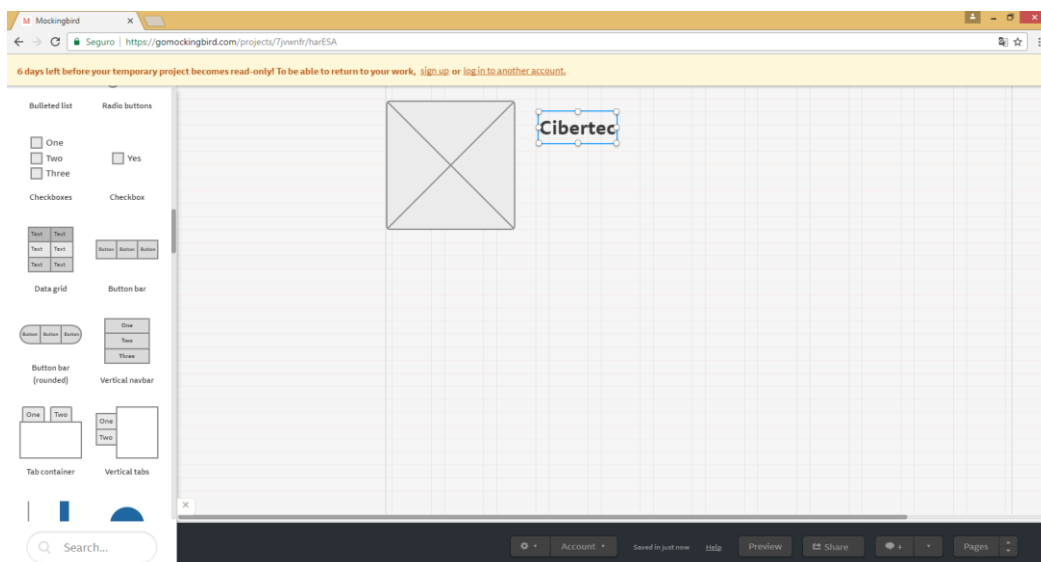 M Mockingbird
Seguro | https://gomockingbird.com/projects/7jvwnfr/harESA
6 days left before your temporary project becomes read-only! To be able to return to your work, sign up or log in to another account.
Bulleted list Radio buttons
One
Two
Three
Yes
Checkboxes Checkbox
Text Text
Text Text
Text Text
Button Button Button
Data grid Button bar
Button Button Button
One
Two
Three
Button bar
(rounded) Vertical navbar
One Two
One
Two
Tab container Vertical tabs
Cibertec
Search...
Account Saved in just now Help Preview Share + Pages